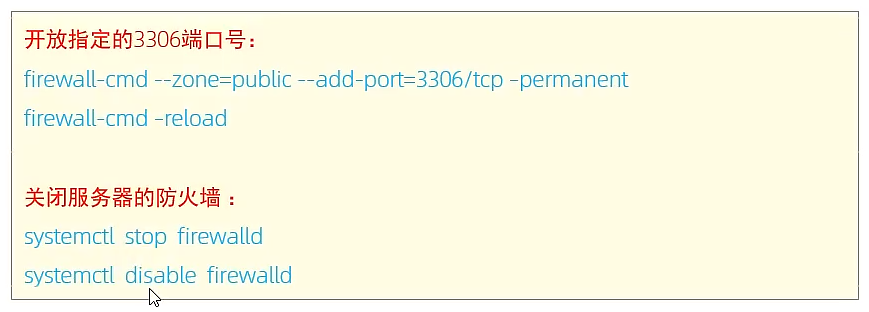 开放指定的3306端口号：
firewall-cmd --zone=public --add-port=3306/tcp –permanent
firewall-cmd –reload
关闭服务器的防火墙 ：
systemctl stop firewalld
systemctl disable firewalld